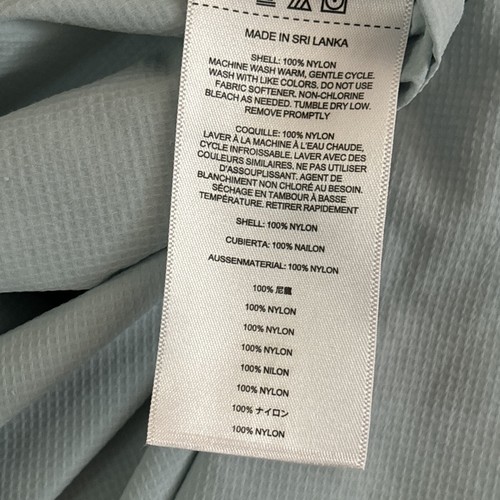 MADE IN SRI LANKA
SHELL: 100% NYLON
MACHINE WASH WARM, GENTLE CYCLE.
WASH WITH LIKE COLORS. DO NOT USE
FABRIC SOFTENER. NON-CHLORINE
BLEACH AS NEEDED. TUMBLE DRY LOW.
REMOVE PROMPTLY
COQUILLE: 100% NYLON
LAVER À LA MACHINE À L'EAU CHAUDE,
CYCLE INFROISSABLE. LAVER AVEC DES
COULEURS SIMILAIRES. NE PAS UTILISER
D'ASSOUPLISSANT. AGENT DE
BLANCHIMENT NON CHLORÉ AU BESOIN.
SÉCHAGE EN TAMBOUR À BASSE
TEMPÉRATURE. RETIRER RAPIDEMENT
SHELL: 100% NYLON
CUBIERTA: 100% NAILON
AUSSENMATERIAL: 100% NYLON
100% 尼龍
100% NYLON
100% NYLON
100% NYLON
100% NILON
100% NYLON
100% ナイロン
100% NYLON